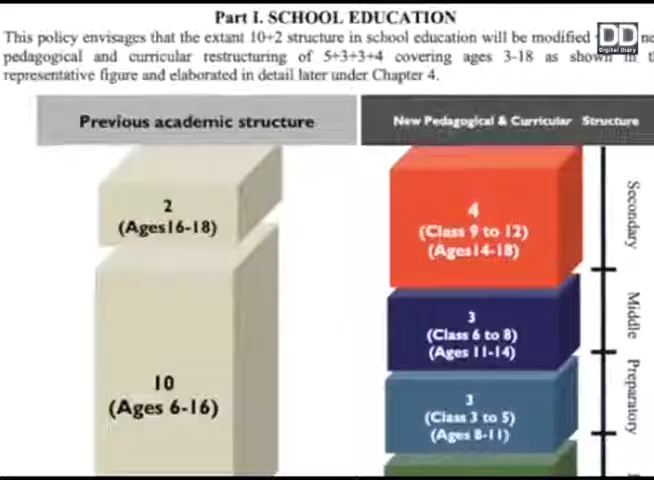 Part I. SCHOOL EDUCATION
This policy envisages that the extant 10+2 structure in school education will be modified
pedagogical and curricular restructuring of 5+3+3+4 covering ages 3-18 as shown in
representative figure and elaborated in detail later under Chapter 4.
DD
Digital Diary
Previous academic structure
New Pedagogical & Curricular Structure
2
(Ages16-18)
10
(Ages 6-16)
4
(Class 9 to 12)
(Ages14-18)
Secondary
3
(Class 6 to 8)
(Ages 11-14)
Middle
3
(Class 3 to 5)
(Ages 8-11)
Preparatory